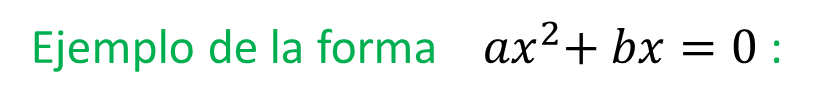 Ejemplo de la forma ax² + bx = 0 :